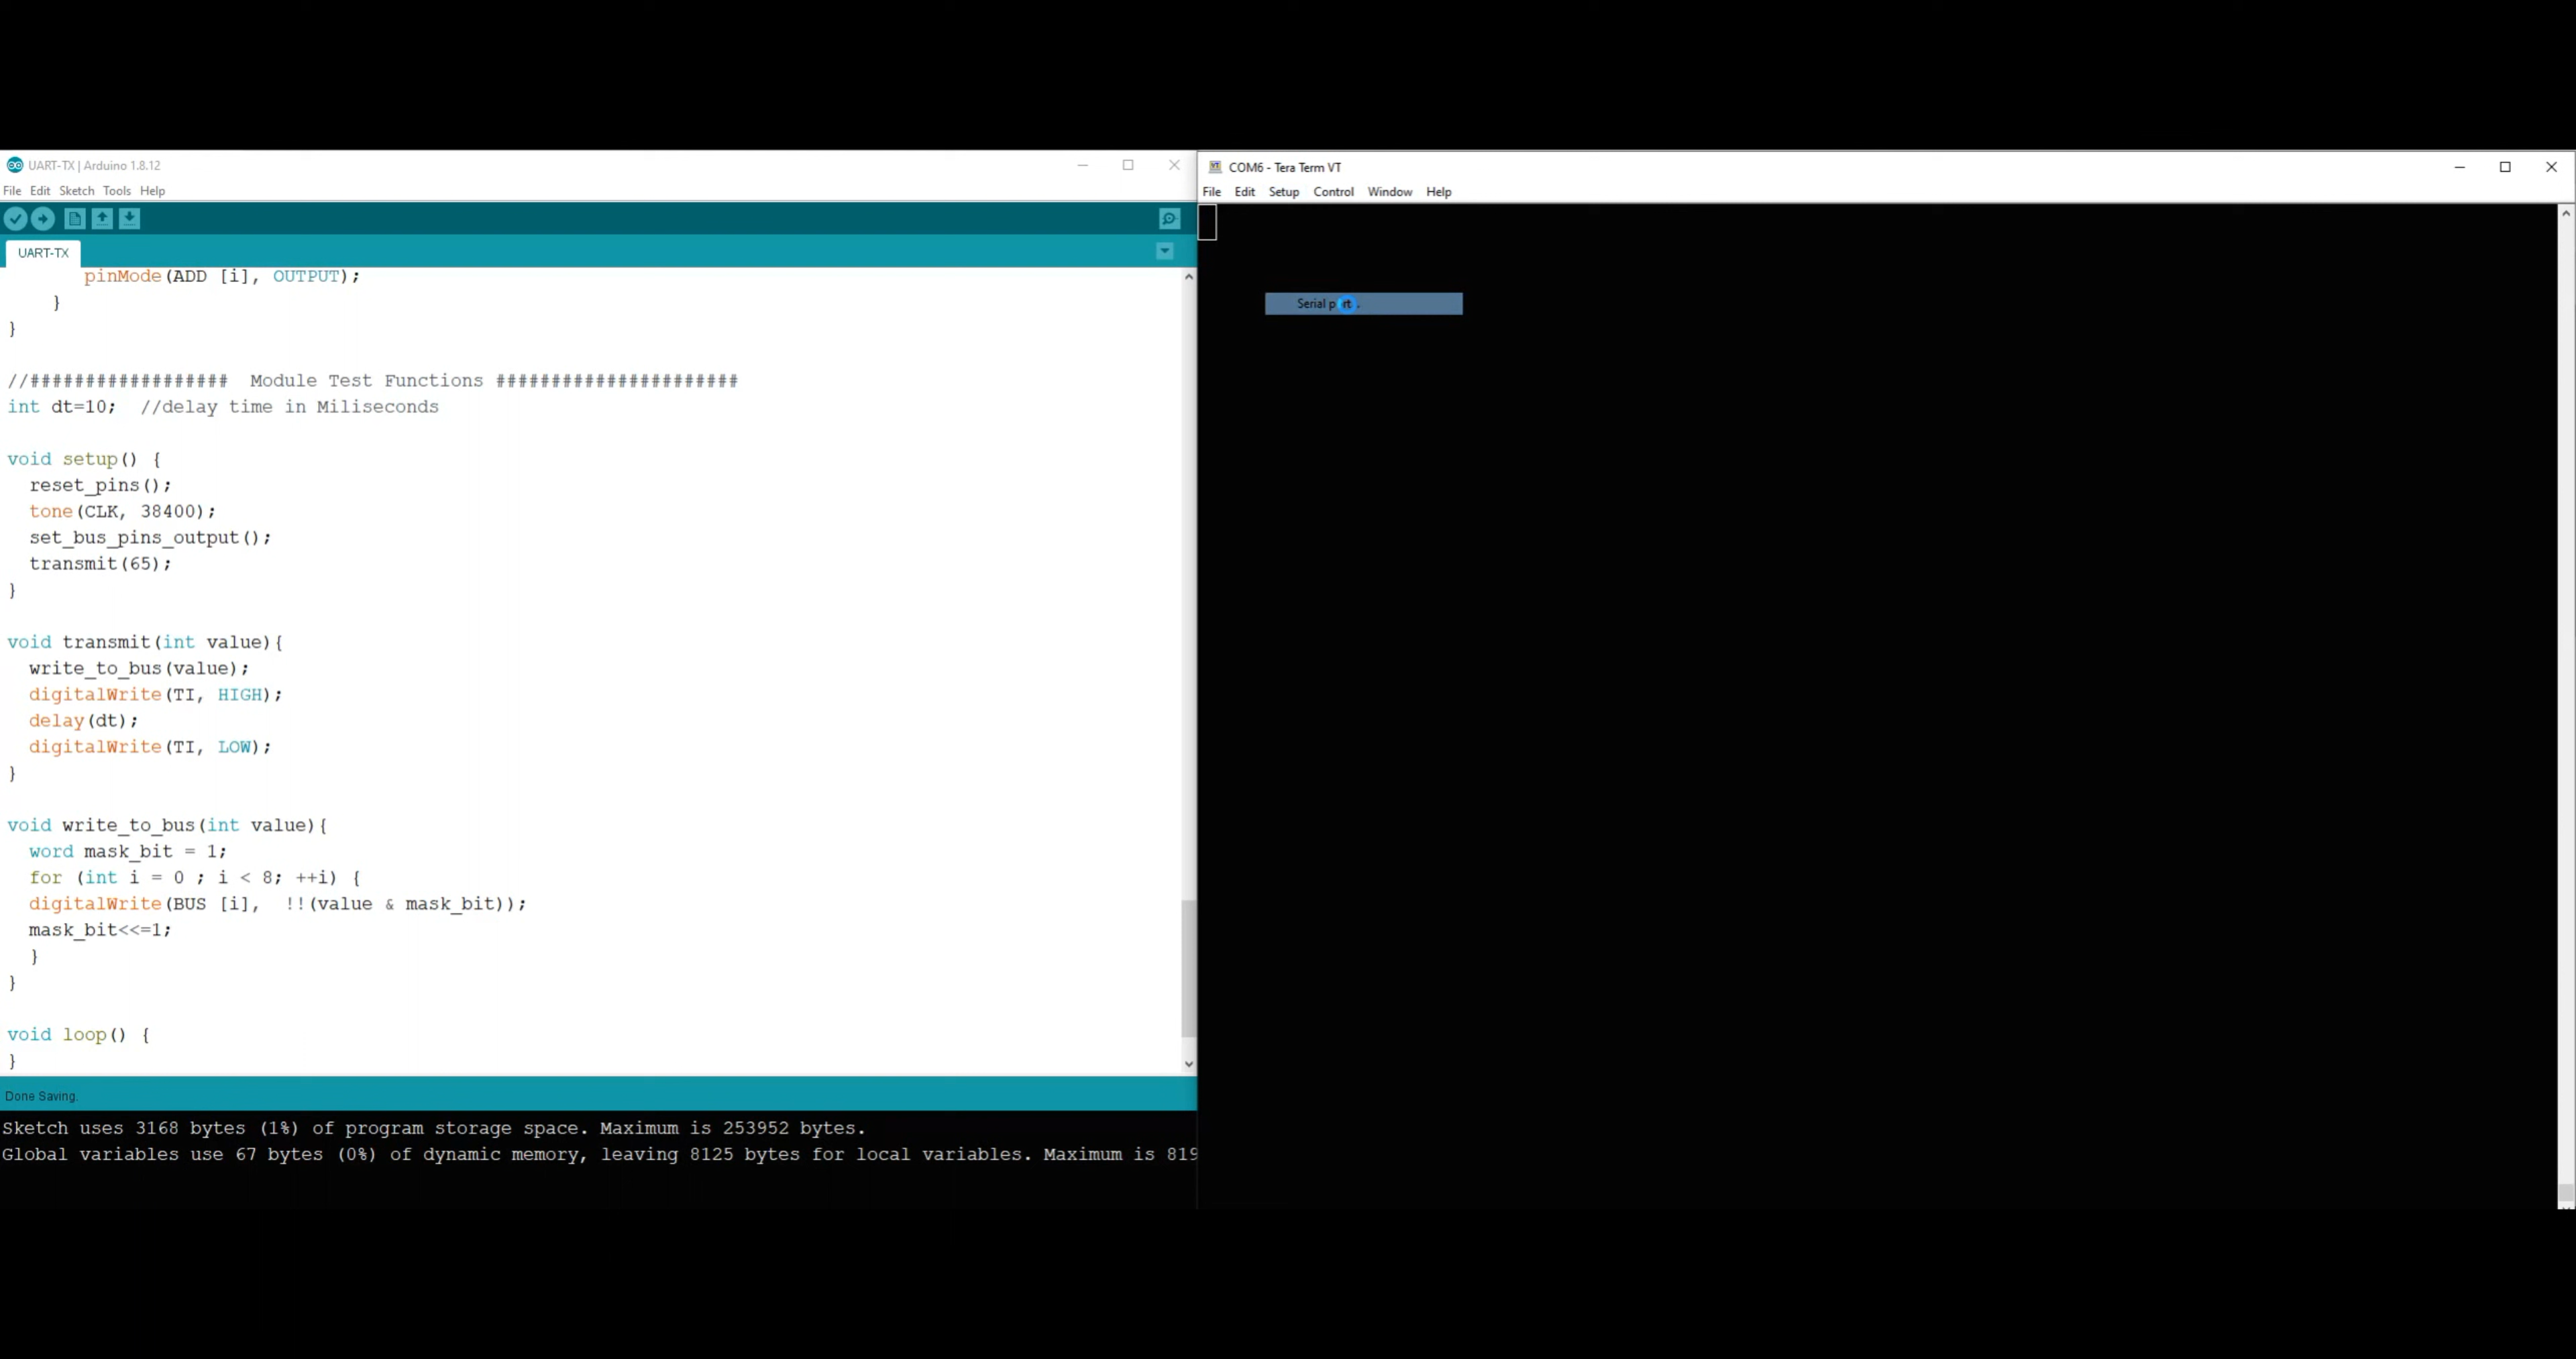 UART-TX | Arduino 1.8.12
File Edit Sketch Tools Help
UART-TX
pinMode(ADD [i], OUTPUT);
}
}
//################## Module Test Functions ######################
int dt=10; //delay time in Miliseconds
void setup() {
reset_pins();
tone(CLK, 38400);
set_bus_pins_output();
transmit(65);
}
void transmit(int value){
write_to_bus(value);
digitalWrite(TI, HIGH);
delay(dt);
digitalWrite(TI, LOW);
}
void write_to_bus(int value){
word mask_bit = 1;
for (int i = 0 ; i < 8; ++i) {
digitalWrite(BUS [i], !!(value & mask_bit));
mask_bit<<=1;
}
}
void loop() {
}
Done Saving.
Sketch uses 3168 bytes (1%) of program storage space. Maximum is 253952 bytes.
Global variables use 67 bytes (0%) of dynamic memory, leaving 8125 bytes for local variables. Maximum is 819
COM6 - Tera Term VT
File Edit Setup Control Window Help
Serial port...